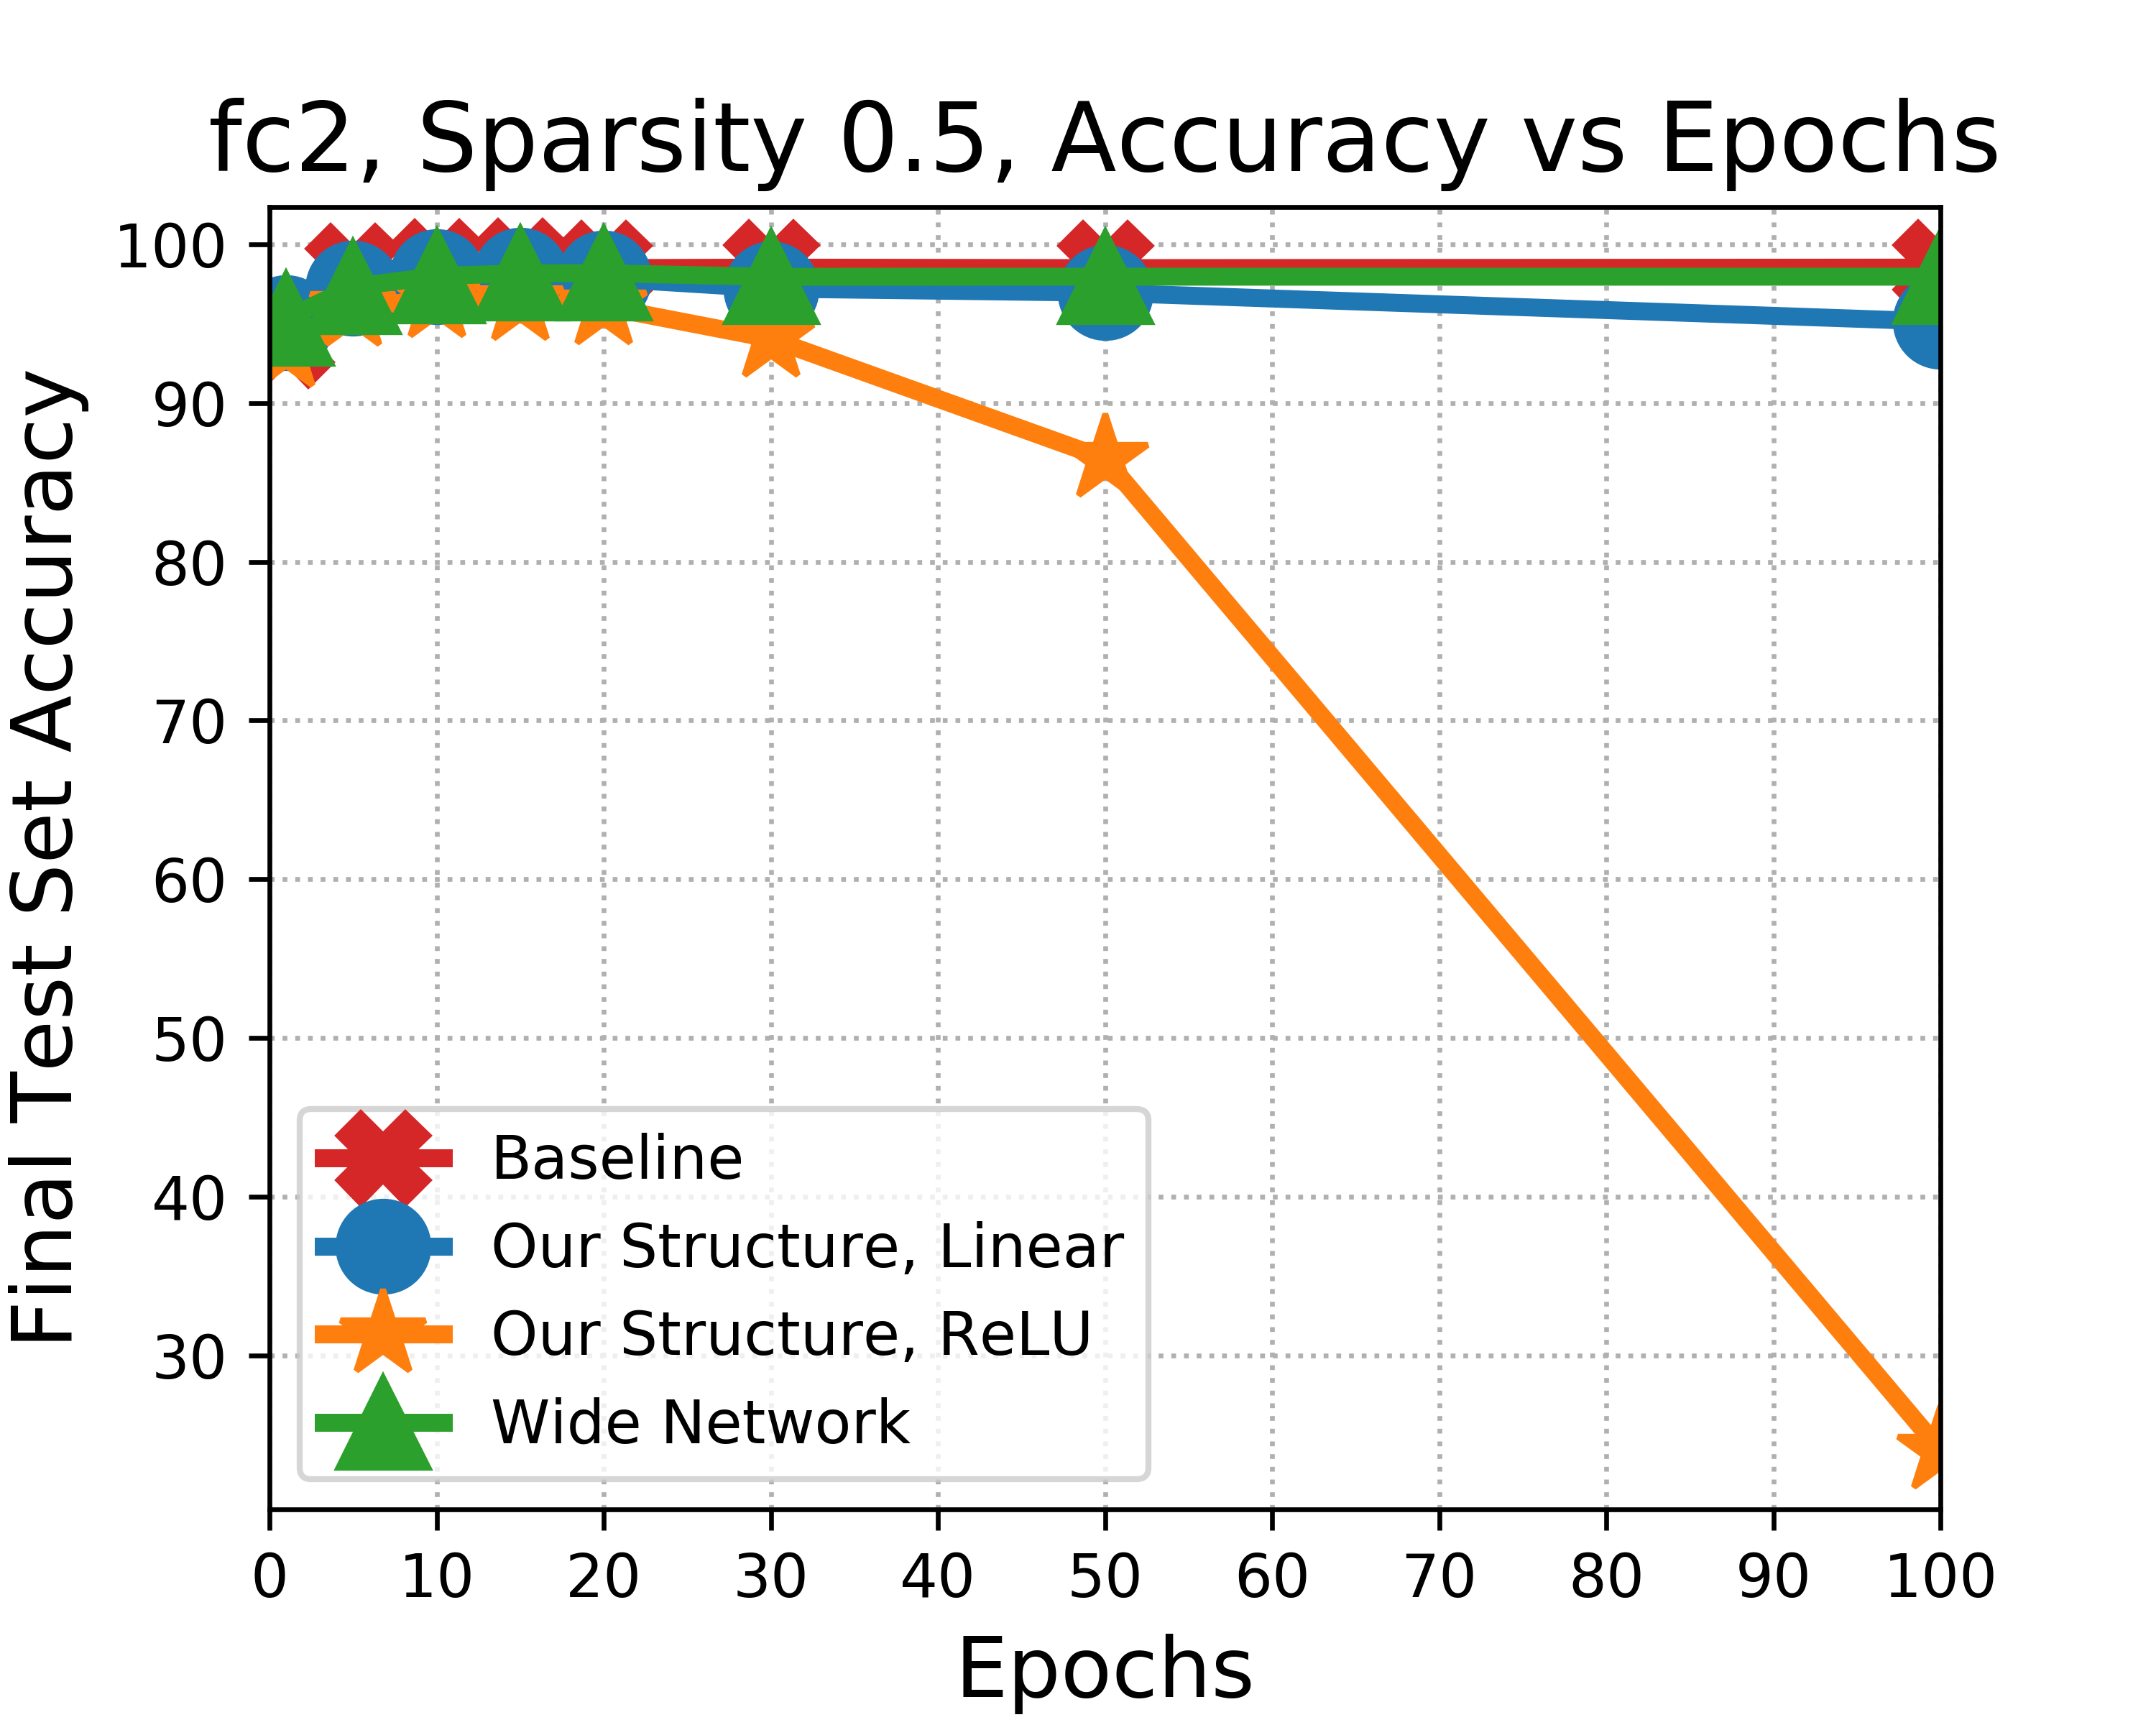 fc2, Sparsity 0.5, Accuracy vs Epochs
Final Test Set Accuracy
100
90
80
70
60
50
40
30
Baseline
Our Structure, Linear
Our Structure, ReLU
Wide Network
0 10 20 30 40 50 60 70 80 90 100
Epochs